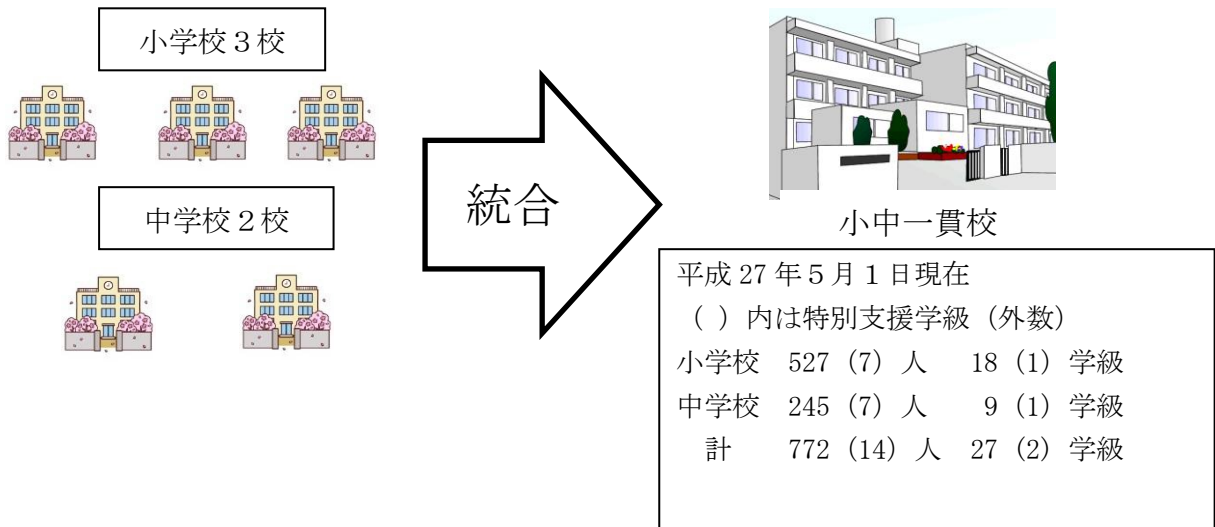 小学校３校
中学校２校
統合
小中一貫校
平成 27 年５月１日現在
（ ）内は特別支援学級（外数）
小学校　527（7）人　18（1）学級
中学校　245（7）人　9（1）学級
計　772（14）人　27（2）学級